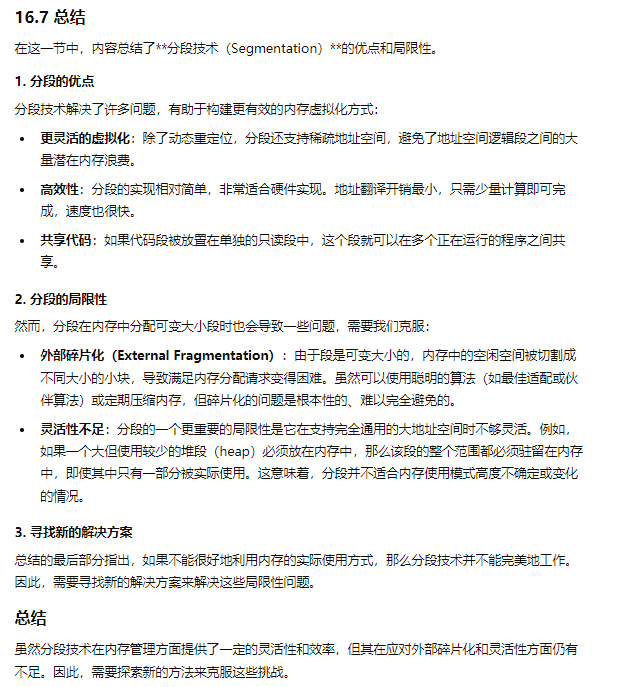 16.7 总结
在这一节中，内容总结了**分段技术（Segmentation）**的优点和局限性。
1. 分段的优点
分段技术解决了许多问题，有助于构建更有效的内存虚拟化方式：
• 更灵活的虚拟化：除了动态重定位，分段还支持稀疏地址空间，避免了地址空间逻辑段之间的大
量潜在内存浪费。
• 高效性：分段的实现相对简单，非常适合硬件实现。地址翻译开销最小，只需少量计算即可完
成，速度也很快。
• 共享代码：如果代码段被放置在单独的只读段中，这个段就可以在多个正在运行的程序之间共
享。
2. 分段的局限性
然而，分段在内存中分配可变大小段时也会导致一些问题，需要我们克服：
• 外部碎片化（External Fragmentation）：由于段是可变大小的，内存中的空闲空间被切割成
不同大小的小块，导致满足内存分配请求变得困难。虽然可以使用聪明的算法（如最佳适配或伙
伴算法）或定期压缩内存，但碎片化的问题是根本性的、难以完全避免的。
• 灵活性不足：分段的一个更重要的局限性是它在支持完全通用的大地址空间时不够灵活。例如，
如果一个大但使用较少的堆段（heap）必须放在内存中，那么该段的整个范围都必须驻留在内存
中，即使其中只有一部分被实际使用。这意味着，分段并不适合内存使用模式高度不确定或变化
的情况。
3. 寻找新的解决方案
总结的最后部分指出，如果不能很好地利用内存的实际使用方式，那么分段技术并不能完美地工作。
因此，需要寻找新的解决方案来解决这些局限性问题。
总结
虽然分段技术在内存管理方面提供了一定的灵活性和效率，但其在应对外部碎片化和灵活性方面仍有
不足。因此，需要探索新的方法来克服这些挑战。